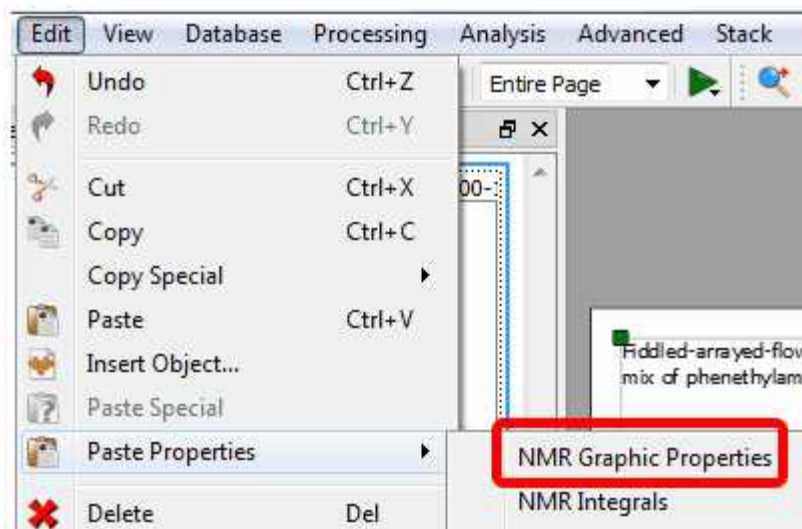 Edit View Database Processing Analysis Advanced Stack
Undo Ctrl+Z
Entire Page
Redo Ctrl+Y
Cut Ctrl+X
00-
Copy Ctrl+C
Copy Special
Paste Ctrl+V
Insert Object...
Paste Special
Paste Properties
Delete Del
NMR Graphic Properties
NMR Integrals
Fiddled-arrayed-flow
mix of phenethylam